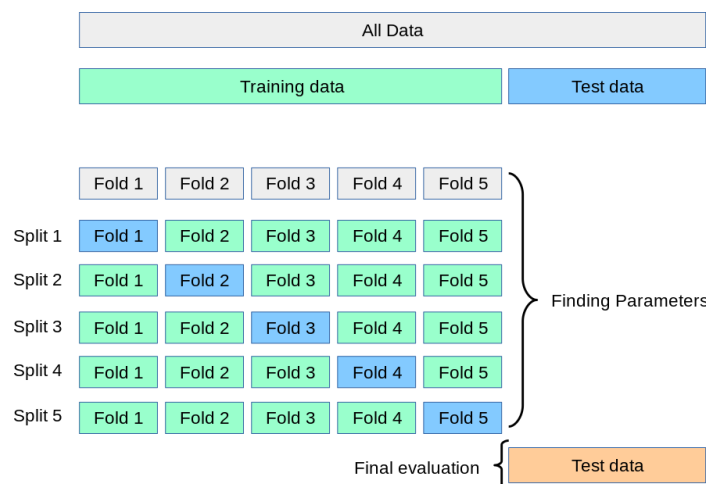 All Data
Training data Test data
Fold 1 Fold 2 Fold 3 Fold 4 Fold 5
Split 1 Fold 1 Fold 2 Fold 3 Fold 4 Fold 5
Split 2 Fold 1 Fold 2 Fold 3 Fold 4 Fold 5
Finding Parameters
Split 3 Fold 1 Fold 2 Fold 3 Fold 4 Fold 5
Split 4 Fold 1 Fold 2 Fold 3 Fold 4 Fold 5
Split 5 Fold 1 Fold 2 Fold 3 Fold 4 Fold 5
Final evaluation Test data